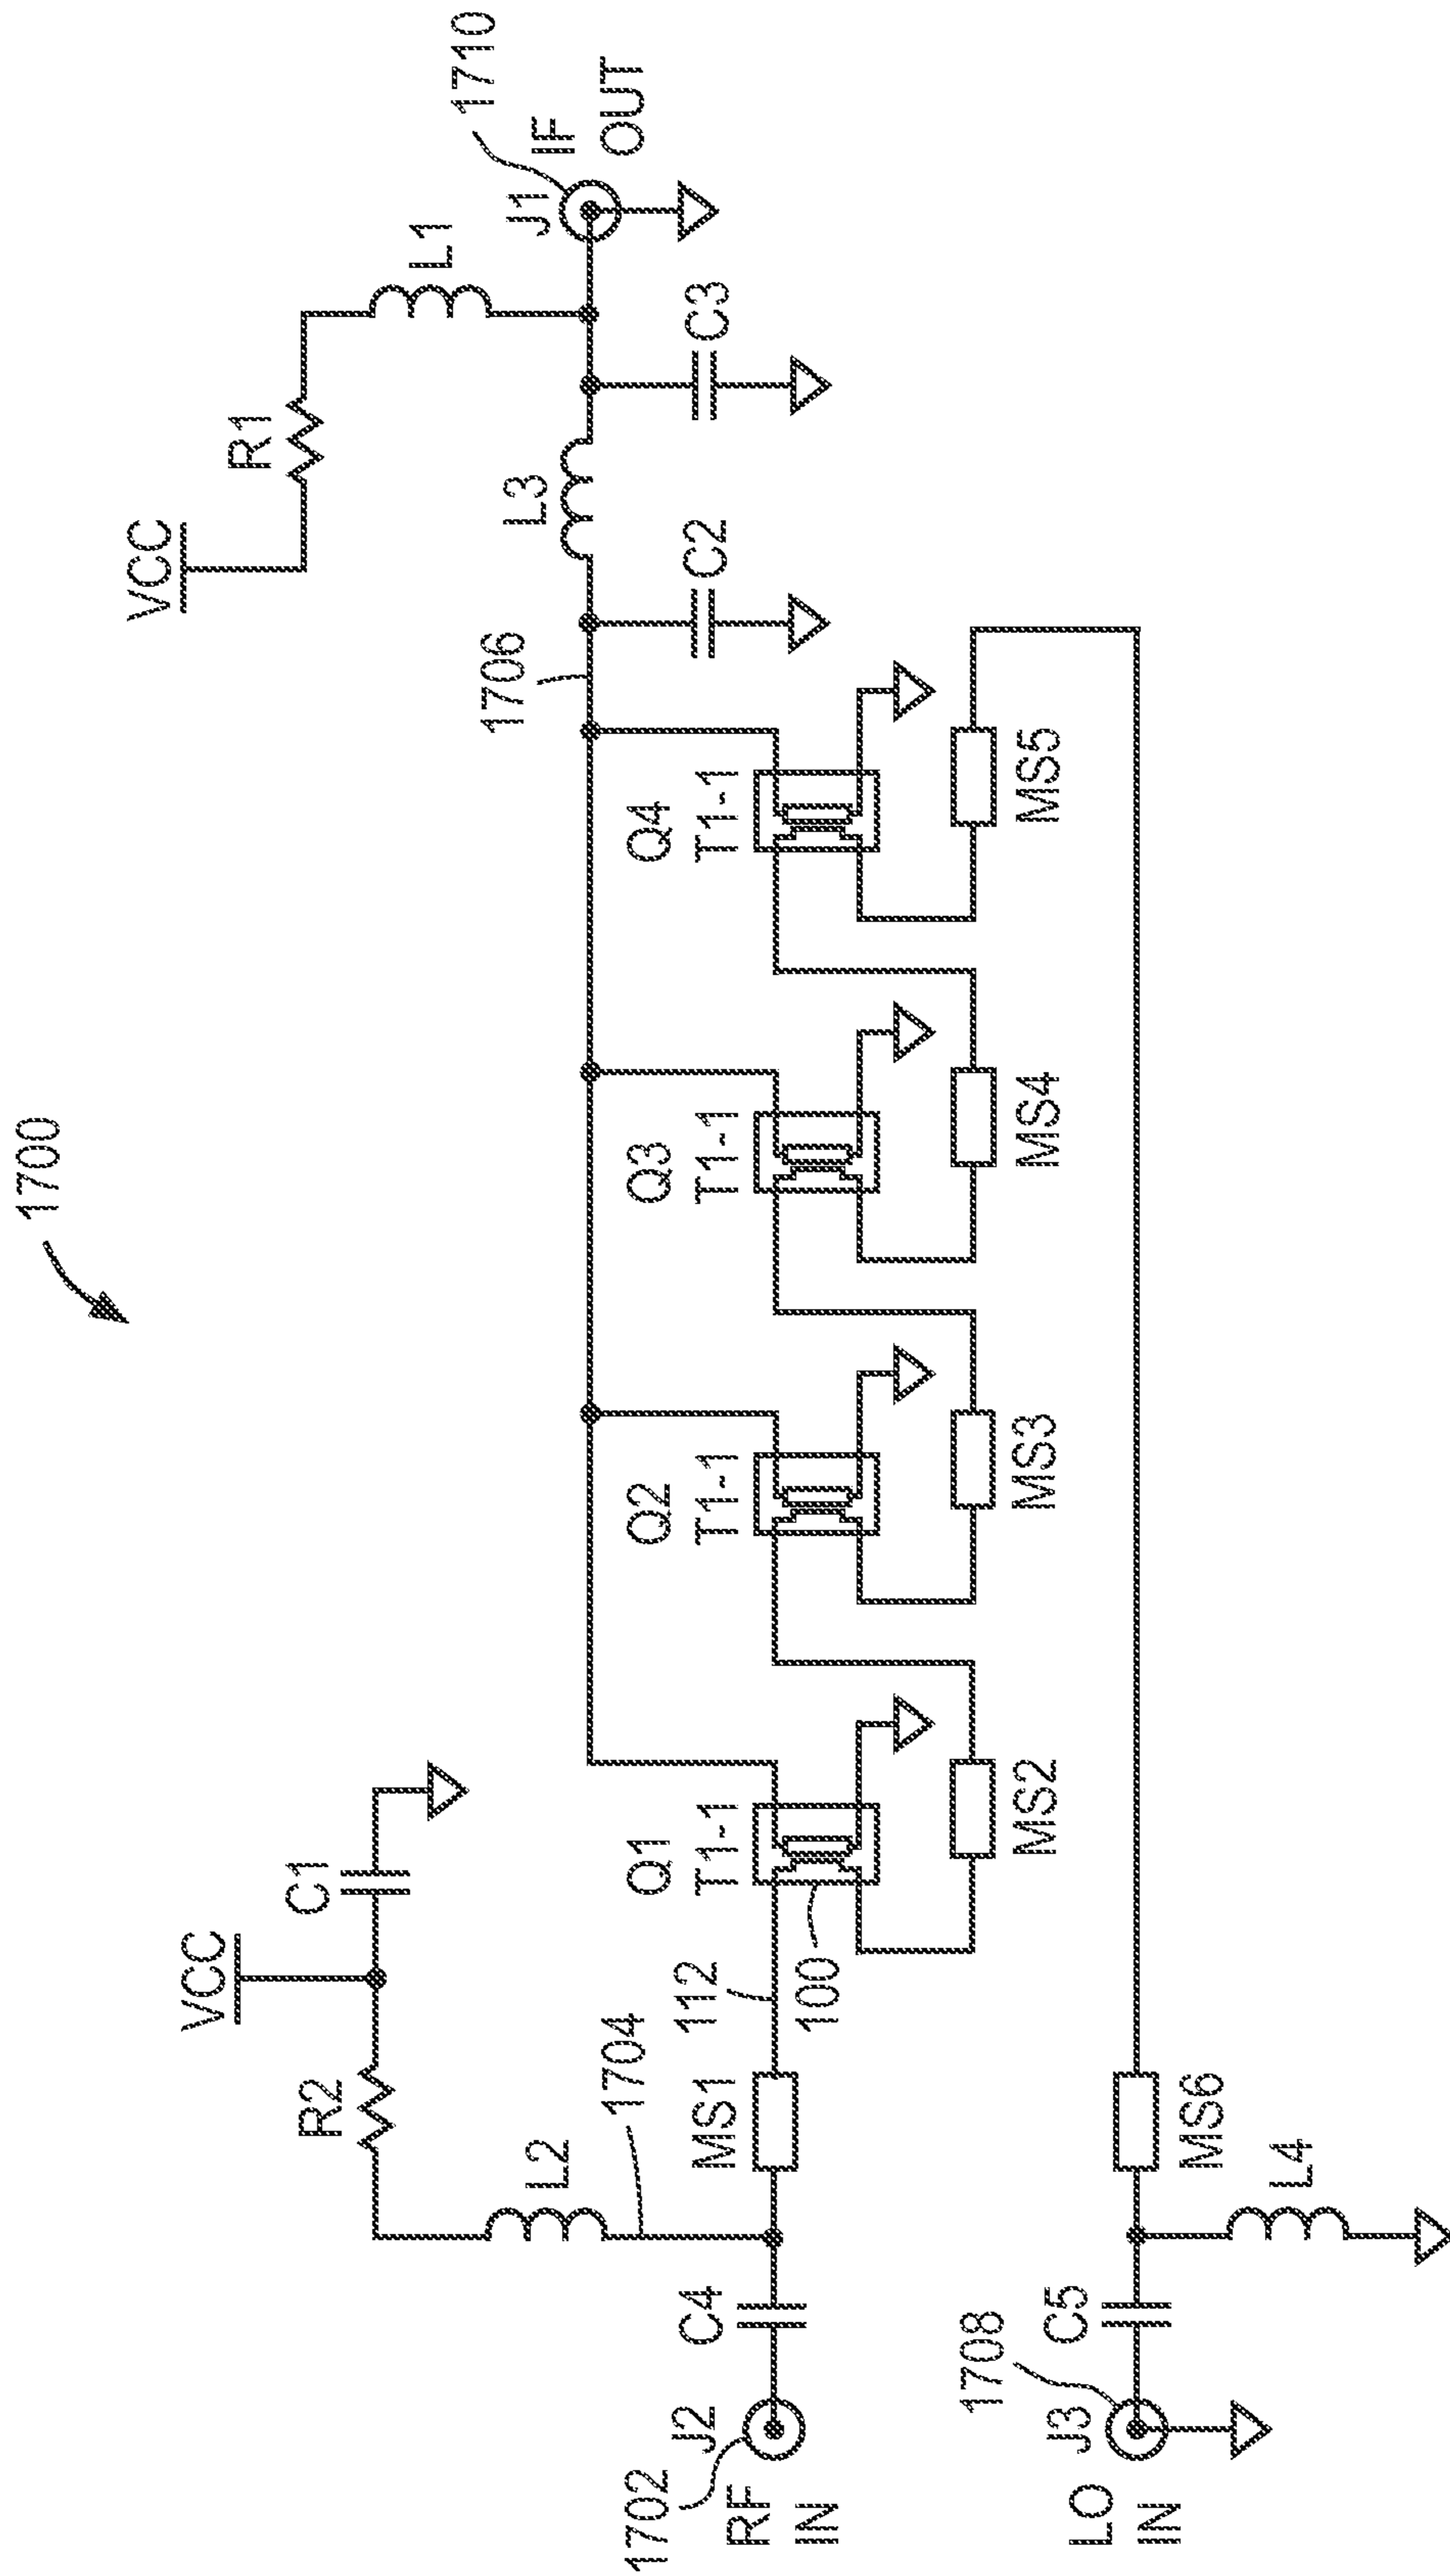 1700
VCC
R1
L1
1710
J1
IF
OUT
L3
C3
C2
1706
VCC
C1
R2
L2
1704
Q1
T1-1
Q2
T1-1
Q3
T1-1
Q4
T1-1
112
100
MS1
C4
J2
1702
RF
IN
MS2
MS3
MS4
MS5
1708
J3
LO
IN
C5
MS6
L4